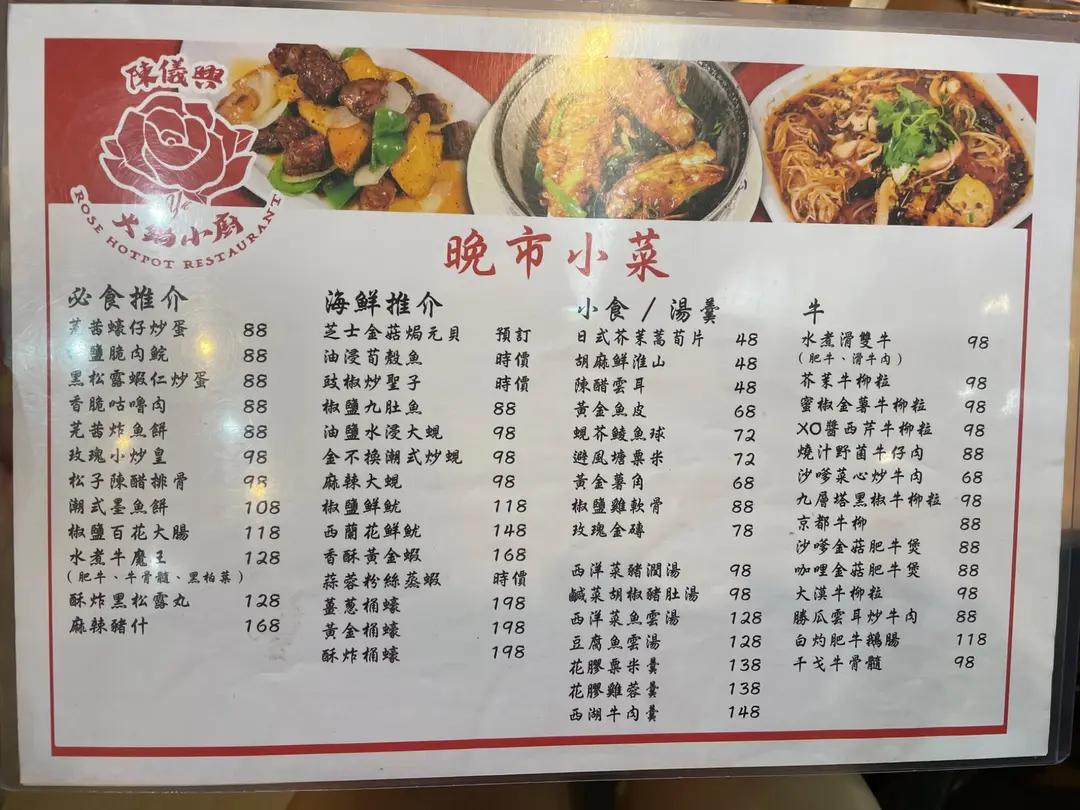 陳儀興
火鍋小廚
ROSE HOTPOT RESTAURANT
晚市小菜
必食推介
茜蠔仔炒蛋 88
鹽脆肉鯇 88
黑松露蝦仁炒蛋 88
香脆咕嚕肉 88
芫茜炸魚餅 88
玫瑰小炒皇 98
松子陳醋排骨 98
潮式墨魚餅 108
椒鹽百花大腸 118
水煮牛魔王 128
(肥牛、牛骨髓、黑柏葉)
酥炸黑松露丸 128
麻辣豬什 168
海鮮推介
芝士金菇焗元貝 預訂
油浸荀殼魚 時價
豉椒炒聖子 時價
椒鹽九肚魚 88
油鹽水浸大蜆 98
金不換潮式炒蜆 98
麻辣大蜆 98
椒鹽鮮魷 118
西蘭花鮮魷 148
香酥黃金蝦 168
蒜蓉粉絲蒸蝦 時價
薑蔥桶蠔 198
黃金桶蠔 198
酥炸桶蠔 198
小食/湯羹
日式芥茉萵荀片 48
胡麻鮮淮山 48
陳醋雲耳 48
黃金魚皮 68
蜆芥鯪魚球 72
避風塘粟米 72
黃金薯角 68
椒鹽雞軟骨 88
玫瑰金磚 78
西洋菜豬潤湯 98
鹹菜胡椒豬肚湯 98
西洋菜魚雲湯 128
豆腐魚雲湯 128
花膠粟米羹 138
花膠雞蓉羹 138
西湖牛肉羹 148
牛
水煮滑雙牛 98
(肥牛、滑牛肉)
芥茉牛柳粒 98
蜜椒金薯牛柳粒 98
XO醬西芹牛柳粒 98
燒汁野菌牛仔肉 88
沙嗲菜心炒牛肉 68
九層塔黑椒牛柳粒 98
京都牛柳 88
沙嗲金菇肥牛煲 88
咖哩金菇肥牛煲 88
大漠牛柳粒 98
勝瓜雲耳炒牛肉 88
白灼肥牛鵝腸 118
干戈牛骨髓 98